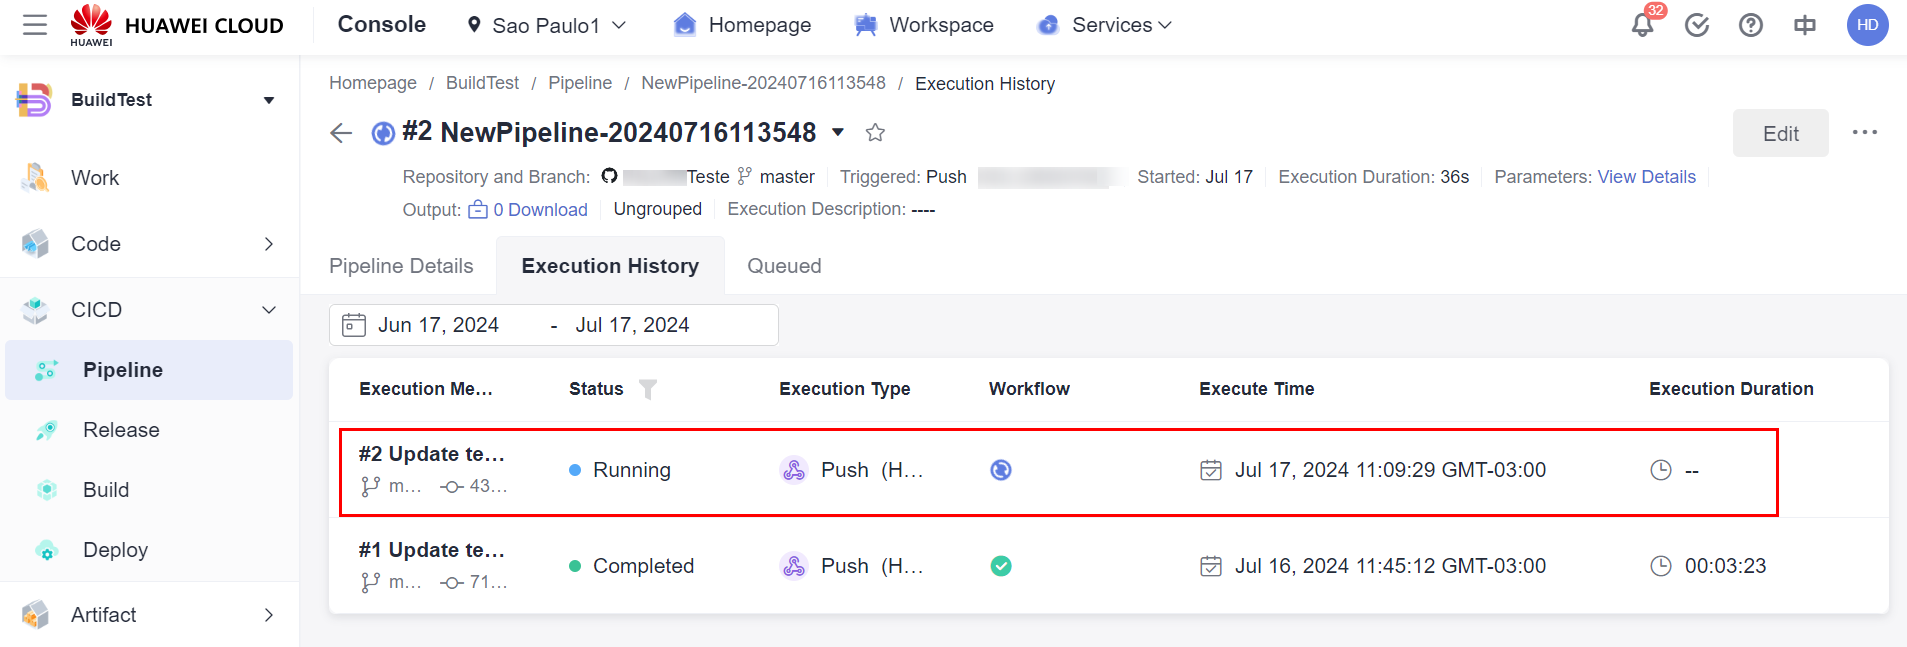 HUAWEI HUAWEI CLOUD Console Sao Paulo1 Homepage Workspace Services 32 中 HD
BuildTest
Work
Code
CICD
Pipeline
Release
Build
Deploy
Artifact
Homepage / BuildTest / Pipeline / NewPipeline-20240716113548 / Execution History
#2 NewPipeline-20240716113548
Edit
Repository and Branch: Teste master Triggered: Push Started: Jul 17 Execution Duration: 36s Parameters: View Details
Output: 0 Download Ungrouped Execution Description: ----
Pipeline Details Execution History Queued
Jun 17, 2024 - Jul 17, 2024
Execution Me... Status Execution Type Workflow Execute Time Execution Duration
#2 Update te...
m... 43...
Running Push (H... Jul 17, 2024 11:09:29 GMT-03:00 --
#1 Update te...
m... 71...
Completed Push (H... Jul 16, 2024 11:45:12 GMT-03:00 00:03:23